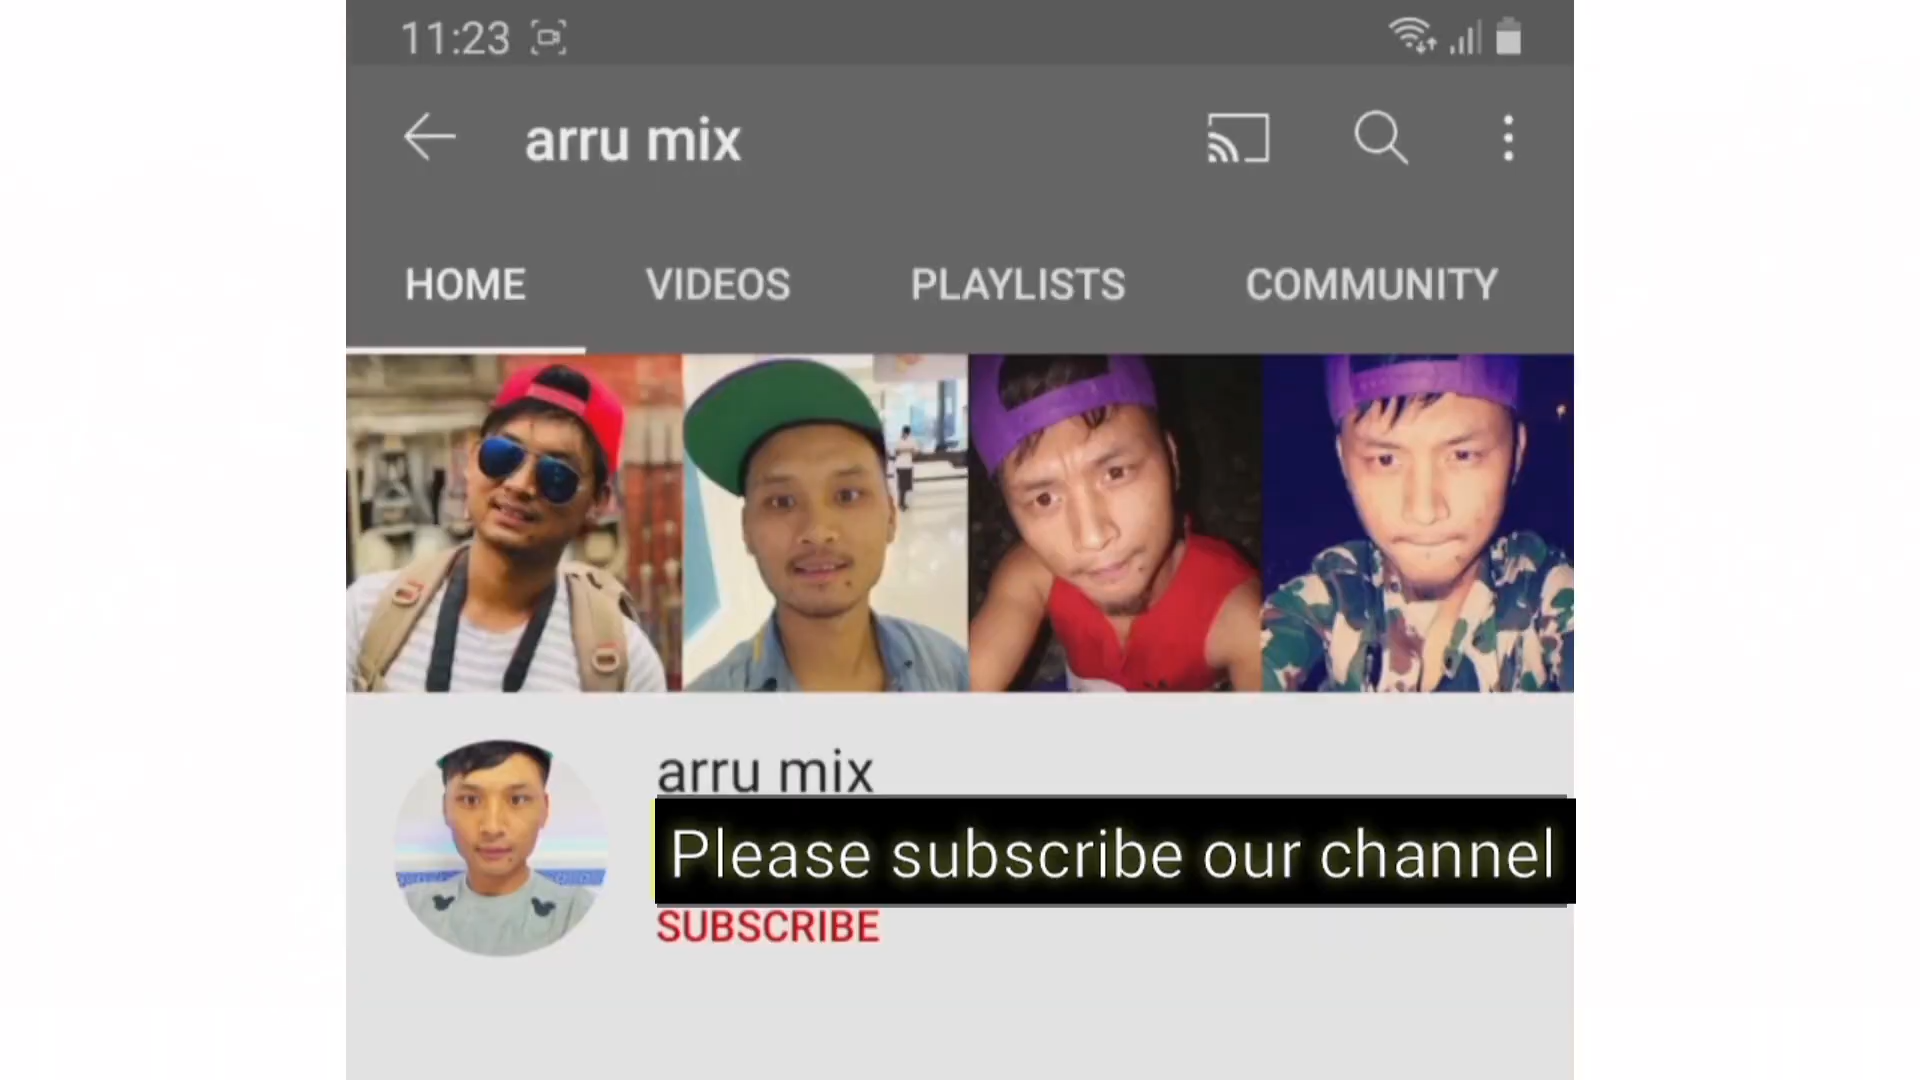 11:23
arru mix
HOME VIDEOS PLAYLISTS COMMUNITY
arru mix
Please subscribe our channel
SUBSCRIBE